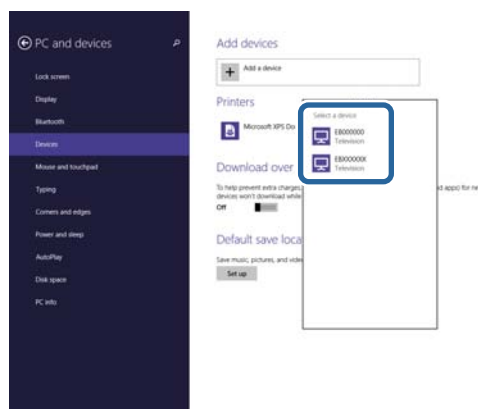 PC and devices
Lock screen
Display
Bluetooth
Devices
Mouse and touchpad
Typing
Corners and edges
Power and sleep
AutoPlay
Disk space
PC info
Add devices
Add a device
Printers
Microsoft XPS Do
Select a device
EB000000
Television
Television
Download over
To help prevent extra charges,
d apps) for ne
devices won't download while
Off
Default save loca
Save music, pictures, and video
Set up